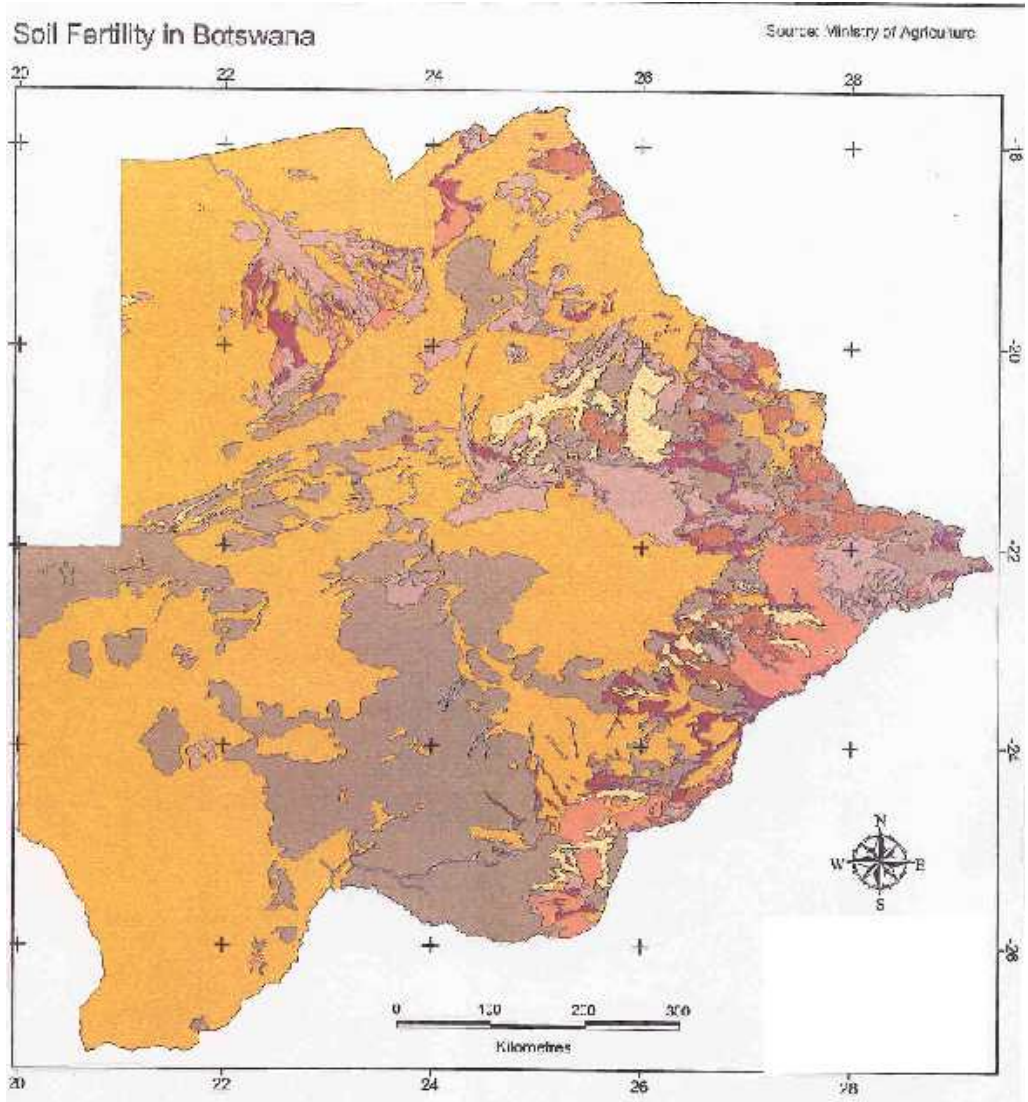 Soil Fertility in Botswana
Source: Ministry of Agriculture
20 22 24 26 28
-18
-20
-22
-24
-26
N
W E
S
0 100 200 300
Kilometres
20 22 24 26 28